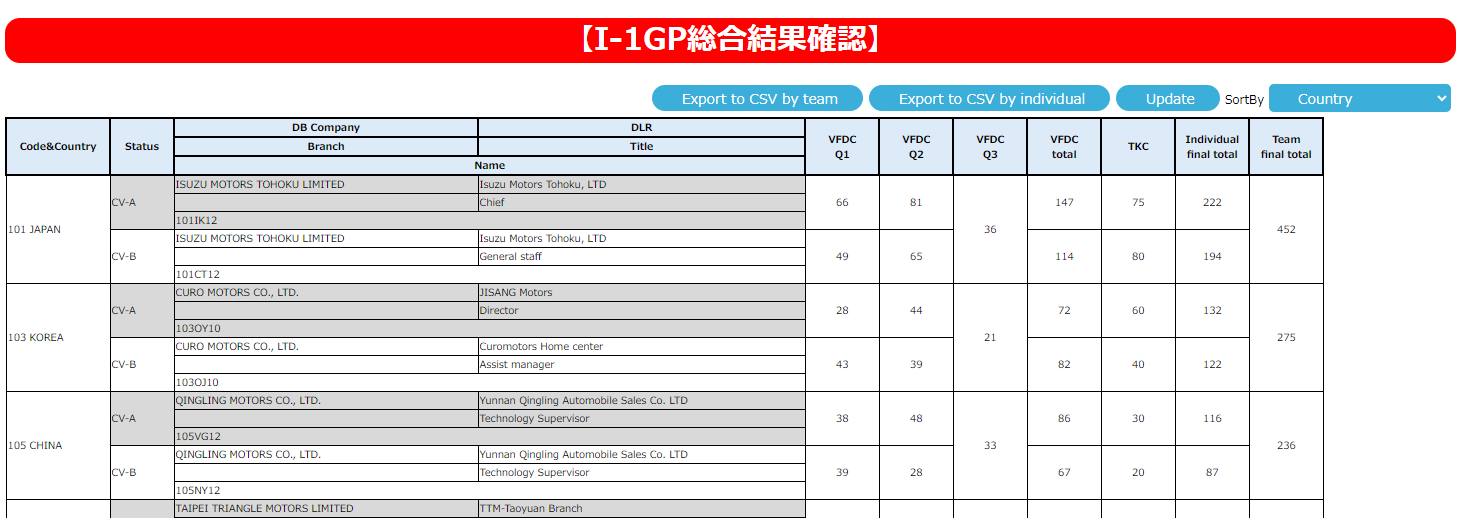 【I-1GP総合結果確認】
Export to CSV by team Export to CSV by individual Update SortBy Country
Code&Country Status DB Company DLR VFDC Q1 VFDC Q2 VFDC Q3 VFDC total TKC Individual final total Team final total
Branch Title
Name
101 JAPAN CV-A ISUZU MOTORS TOHOKU LIMITED Isuzu Motors Tohoku, LTD 66 81 36 147 75 222 452
Chief
101IK12
CV-B ISUZU MOTORS TOHOKU LIMITED Isuzu Motors Tohoku, LTD 49 65 114 80 194
General staff
101CT12
103 KOREA CV-A CURO MOTORS CO., LTD. JISANG Motors 28 44 21 72 60 132 275
Director
103OY10
CV-B CURO MOTORS CO., LTD. Curomotors Home center 43 39 82 40 122
Assist manager
103OJ10
105 CHINA CV-A QINGLING MOTORS CO., LTD. Yunnan Qingling Automobile Sales Co. LTD 38 48 33 86 30 116 236
Technology Supervisor
105VG12
CV-B QINGLING MOTORS CO., LTD. Yunnan Qingling Automobile Sales Co. LTD 39 28 67 20 87
Technology Supervisor
105NY12
TAIPEI TRIANGLE MOTORS LIMITED TTM-Taoyuan Branch